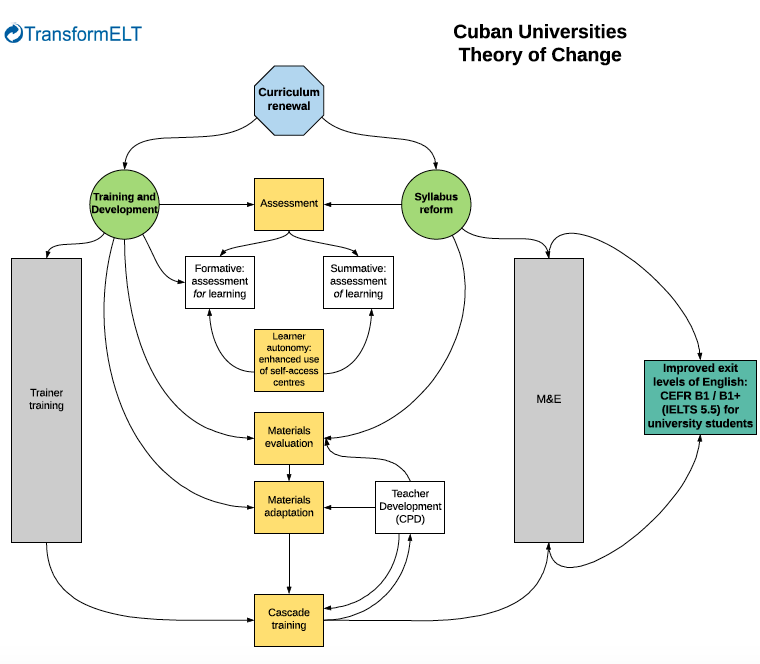 TransformELT
Cuban Universities
Theory of Change
Curriculum
renewal
Training and
Development
Assessment
Syllabus
reform
Formative:
assessment
for learning
Summative:
assessment
of learning
Learner
autonomy:
enhanced use
of self-access
centres
Trainer
training
M&E
Improved exit
levels of English:
CEFR B1 / B1+
(IELTS 5.5) for
university students
Materials
evaluation
Materials
adaptation
Teacher
Development
(CPD)
Cascade
training